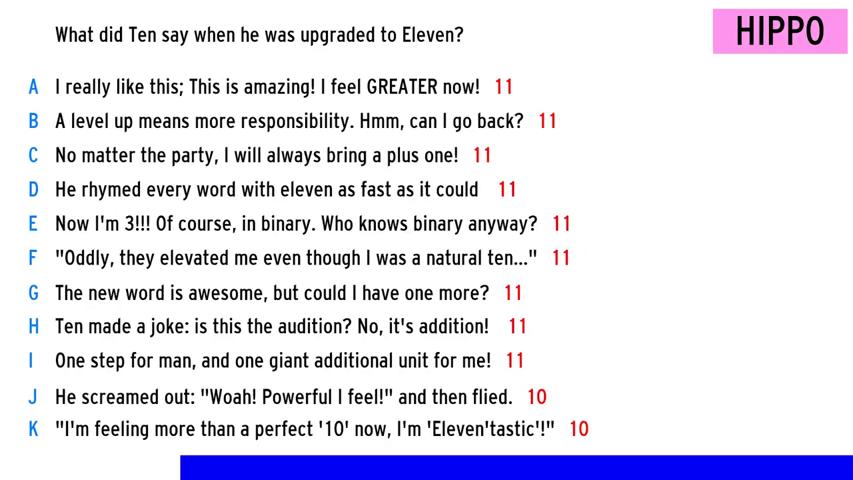 What did Ten say when he was upgraded to Eleven?
HIPPO
A I really like this; This is amazing! I feel GREATER now! 11
B A level up means more responsibility. Hmm, can I go back? 11
C No matter the party, I will always bring a plus one! 11
D He rhymed every word with eleven as fast as it could 11
E Now I'm 3!!! Of course, in binary. Who knows binary anyway? 11
F "Oddly, they elevated me even though I was a natural ten..." 11
G The new word is awesome, but could I have one more? 11
H Ten made a joke: is this the audition? No, it's addition! 11
I One step for man, and one giant additional unit for me! 11
J He screamed out: "Woah! Powerful I feel!" and then flied. 10
K "I'm feeling more than a perfect '10' now, I'm 'Eleven'tastic'!" 10